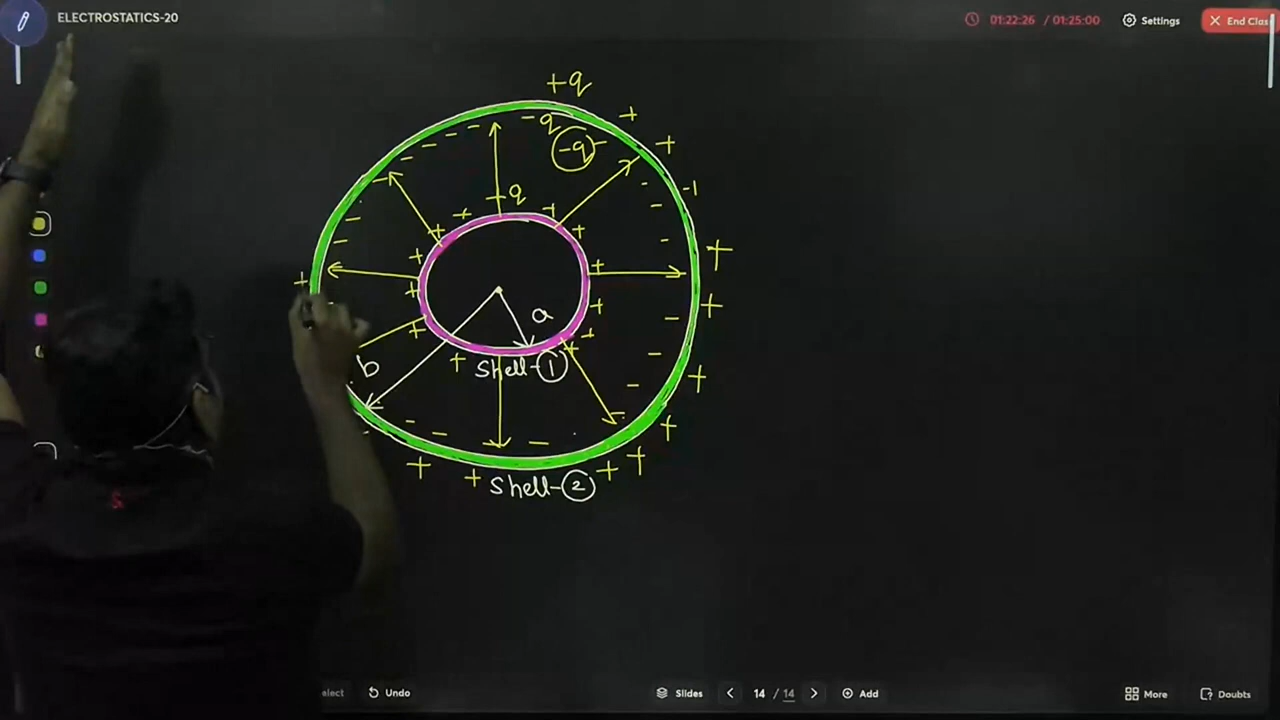 ELECTROSTATICS-20
01:22:26 / 01:25:00
Settings
End Clas
+q
-q
-q
+q
a
b
Shell-1
Shell-2
S
elect
Undo
Slides
14 / 14
Add
More
Doubts